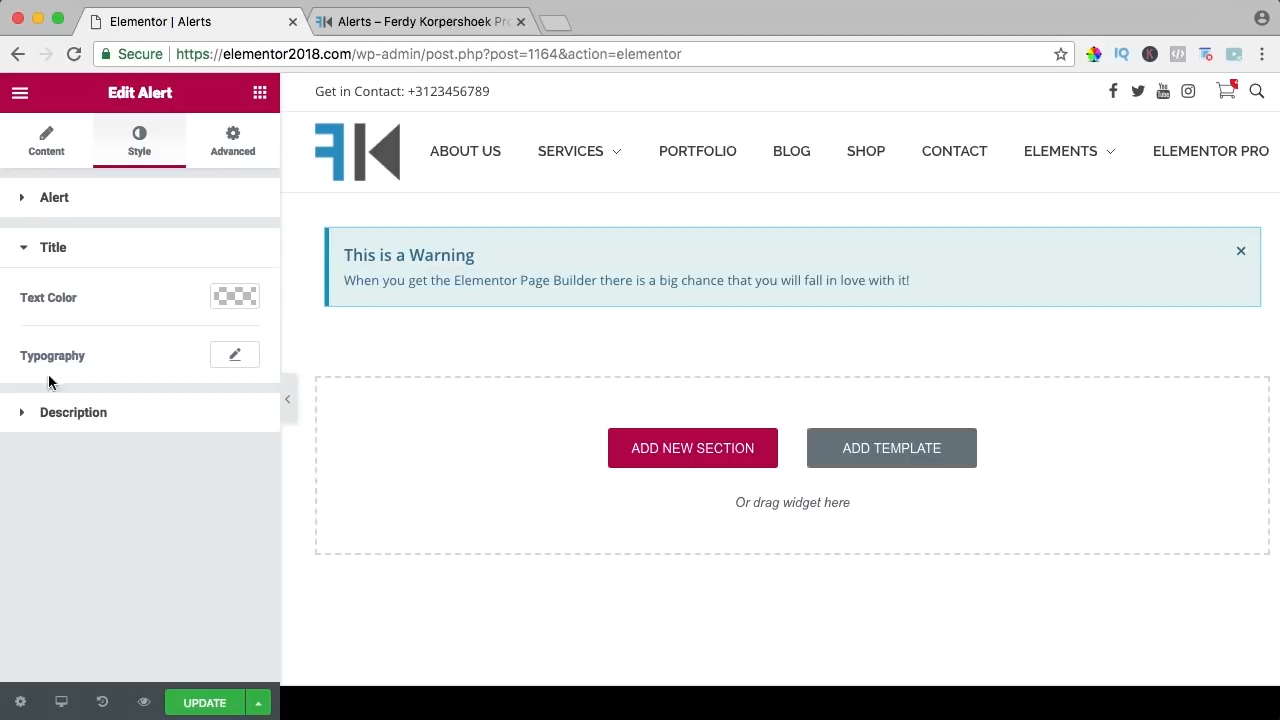 Elementor | Alerts
Alerts – Ferdy Korpershoek Pr
Secure
https://elementor2018.com/wp-admin/post.php?post=1164&action=elementor
Edit Alert
Content
Style
Advanced
Alert
Title
Text Color
Typography
Description
UPDATE
Get in Contact: +3123456789
FK
ABOUT US
SERVICES
PORTFOLIO
BLOG
SHOP
CONTACT
ELEMENTS
ELEMENTOR PRO
This is a Warning
When you get the Elementor Page Builder there is a big chance that you will fall in love with it!
ADD NEW SECTION
ADD TEMPLATE
Or drag widget here